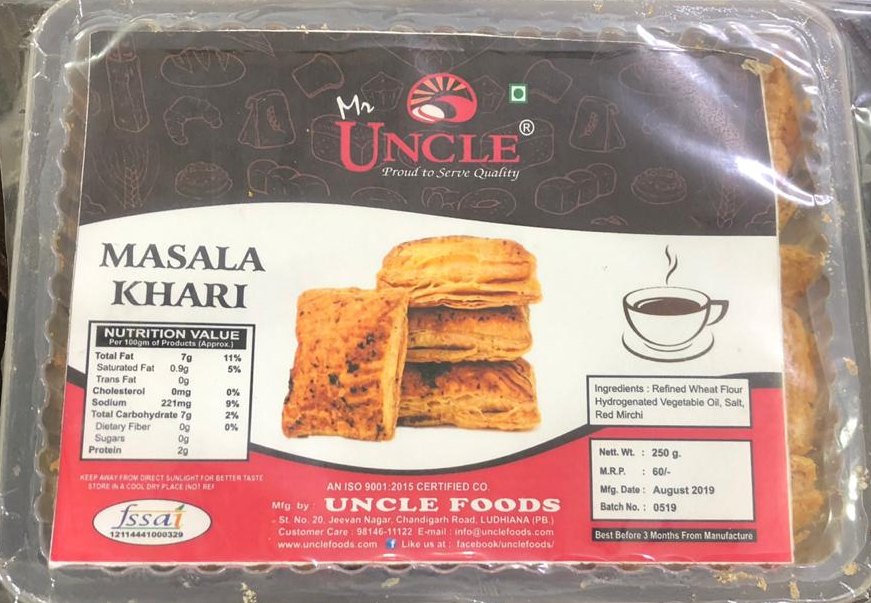 Mr
UNCLE®
Proud to Serve Quality
MASALA
KHARI
NUTRITION VALUE
Per 100gm of Products (Approx.)
Total Fat 7g 11%
Saturated Fat 0.9g 5%
Trans Fat 0g
Cholesterol 0mg 0%
Sodium 221mg 9%
Total Carbohydrate 7g 2%
Dietary Fiber 0g 0%
Sugars 0g
Protein 2g
KEEP AWAY FROM DIRECT SUNLIGHT FOR BETTER TASTE
STORE IN A COOL DRY PLACE (NOT REF
fssai
12114441000329
Ingredients : Refined Wheat Flour
Hydrogenated Vegetable Oil, Salt,
Red Mirchi
Nett. Wt. : 250 g.
M.R.P. : 60/-
Mfg. Date : August 2019
Batch No. : 0519
Best Before 3 Months From Manufacture
AN ISO 9001:2015 CERTIFIED CO.
Mfg by : UNCLE FOODS
St. No. 20, Jeevan Nagar, Chandigarh Road, LUDHIANA (PB.)
Customer Care : 98146-11122 E-mail : info@unclefoods.com
www.unclefoods.com f Like us at : facebook/unclefoods/